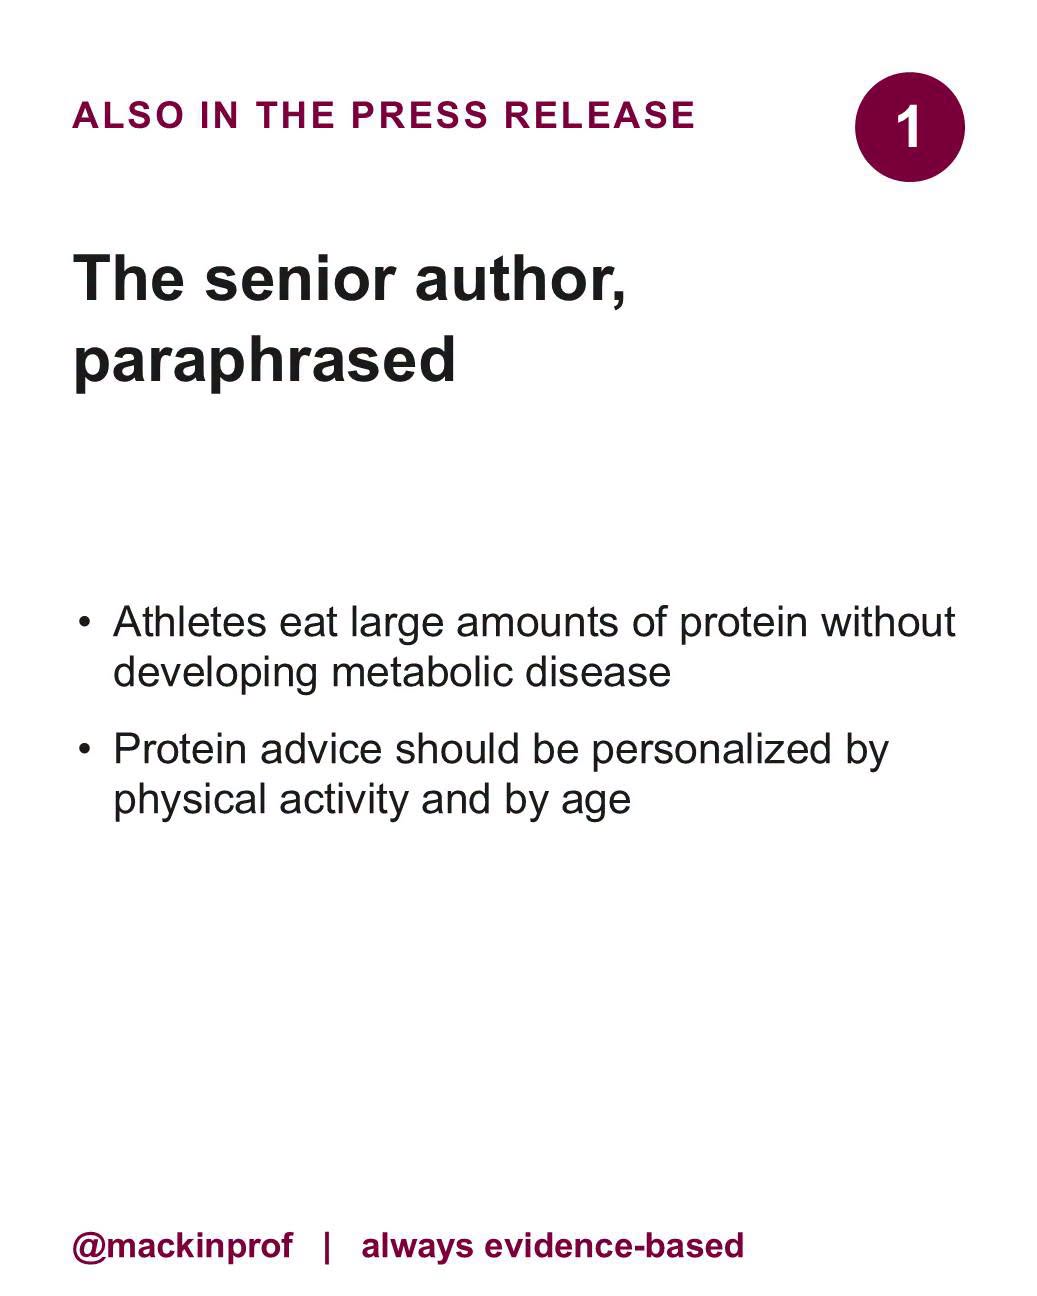 ALSO IN THE PRESS RELEASE
1
The senior author,
paraphrased
• Athletes eat large amounts of protein without
developing metabolic disease
• Protein advice should be personalized by
physical activity and by age
@mackinprof | always evidence-based